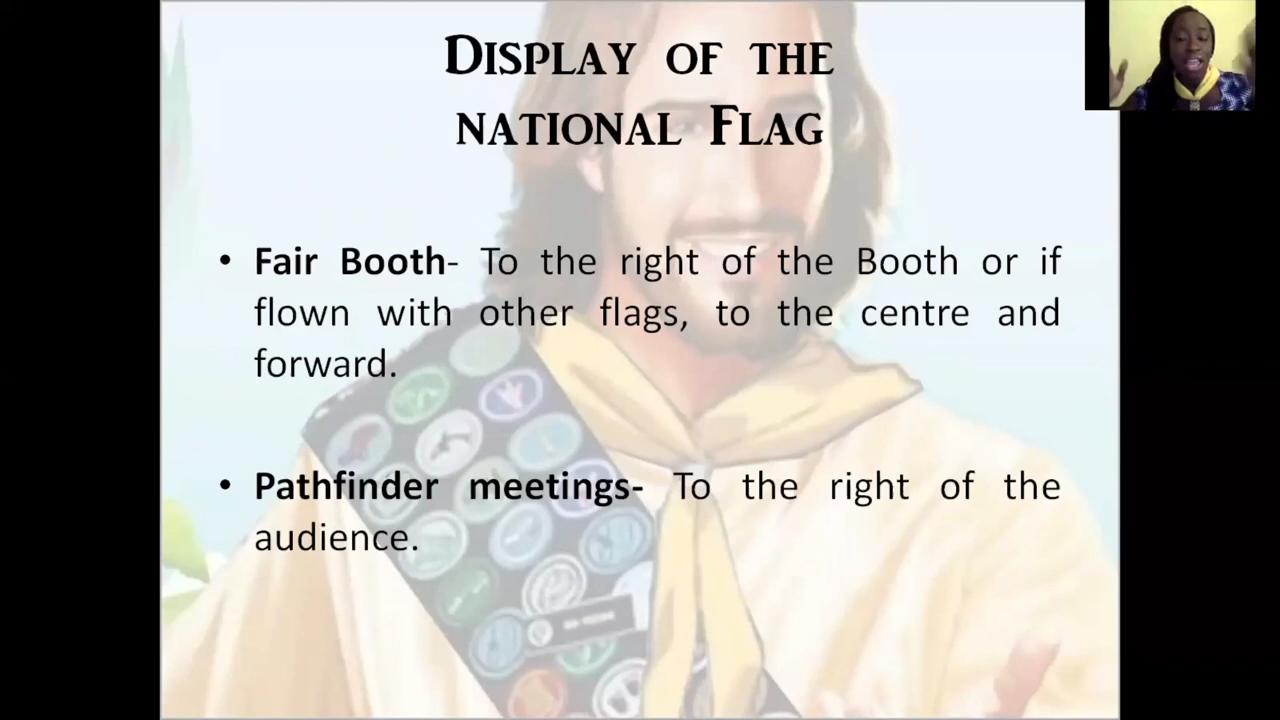 Display of the
national Flag
• Fair Booth- To the right of the Booth or if
flown with other flags, to the centre and
forward.
• Pathfinder meetings- To the right of the
audience.